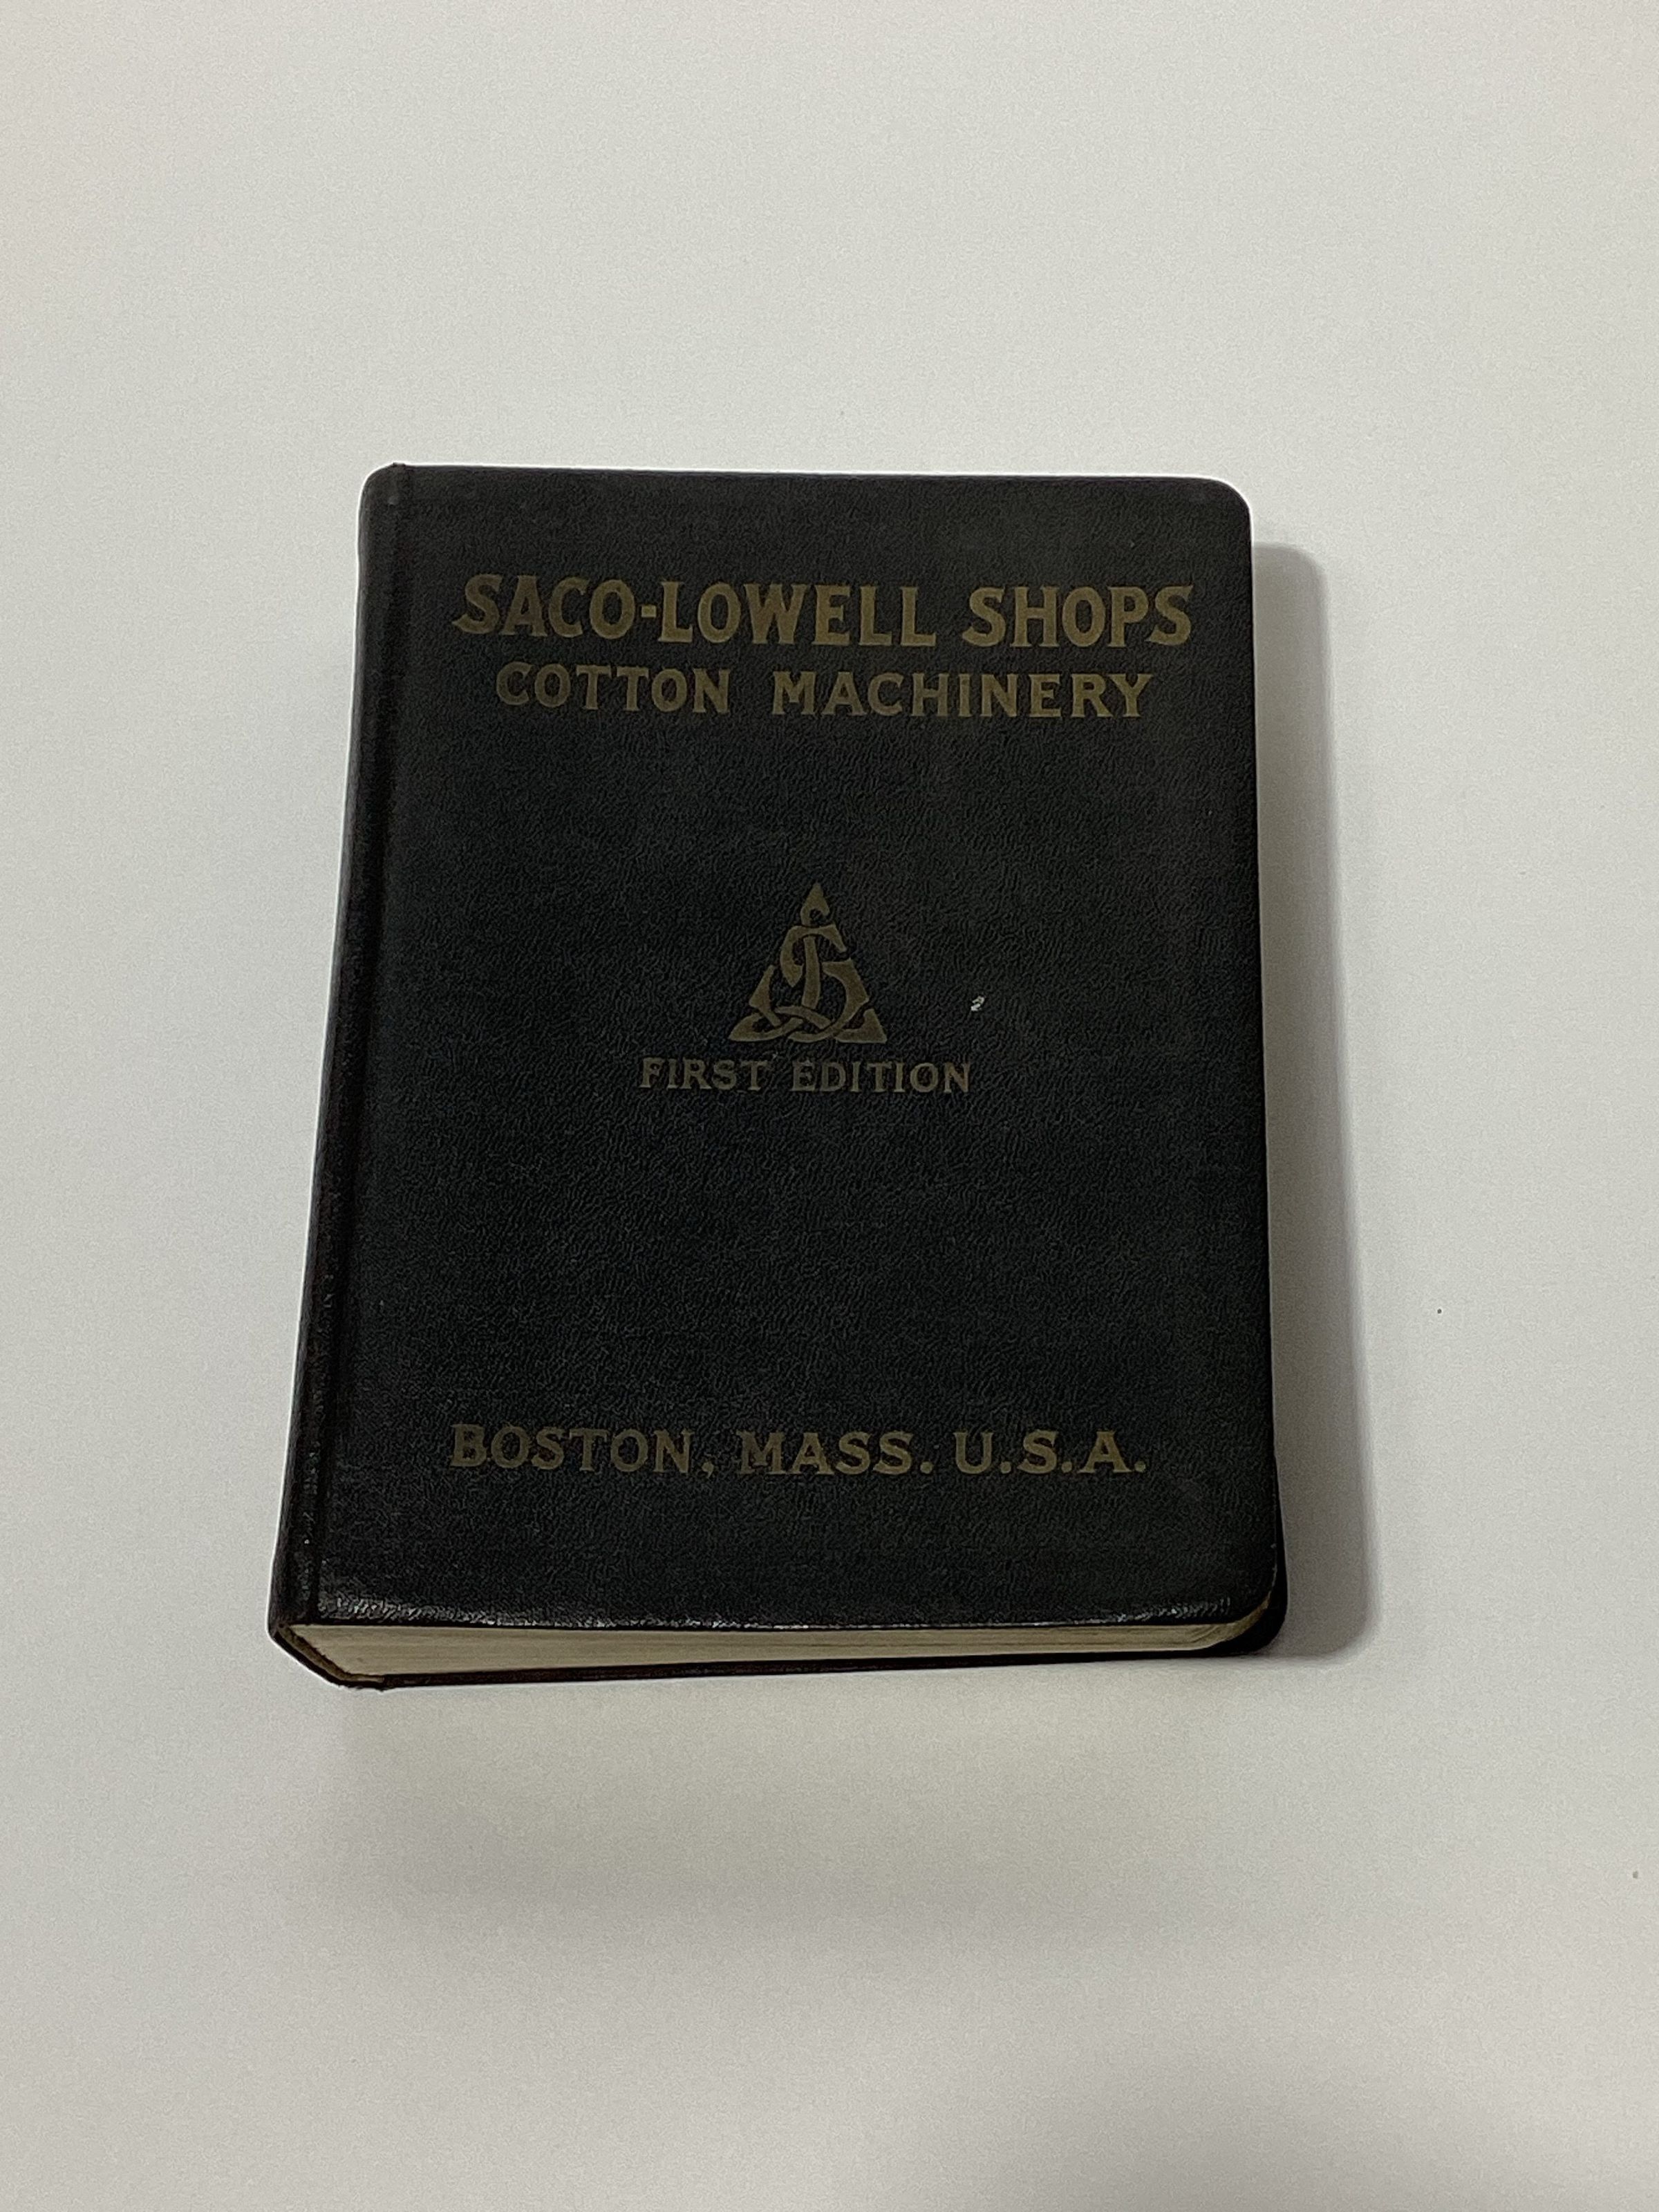 SACO-LOWELL SHOPS
COTTON MACHINERY
FIRST EDITION
BOSTON, MASS. U.S.A.